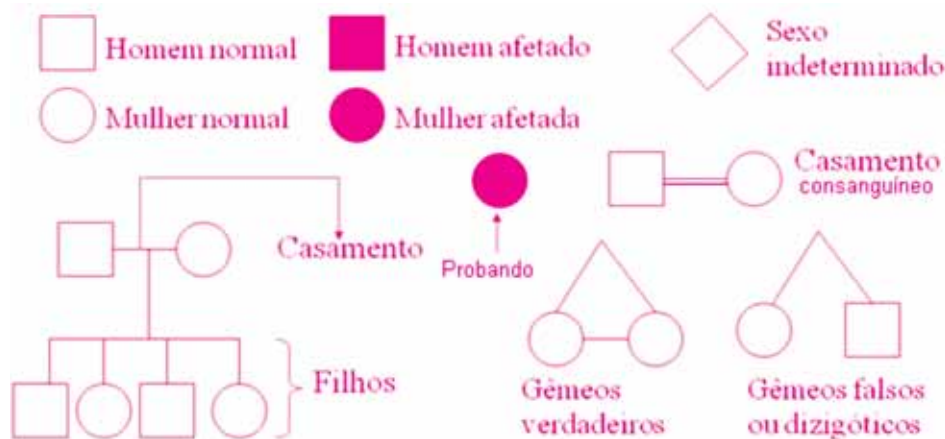 Homem normal
Homem afetado
Sexo
indeterminado
Mulher normal
Mulher afetada
Casamento
consanguíneo
Casamento
Probando
Filhos
Gêmeos
verdadeiros
Gêmeos falsos
ou dizigóticos